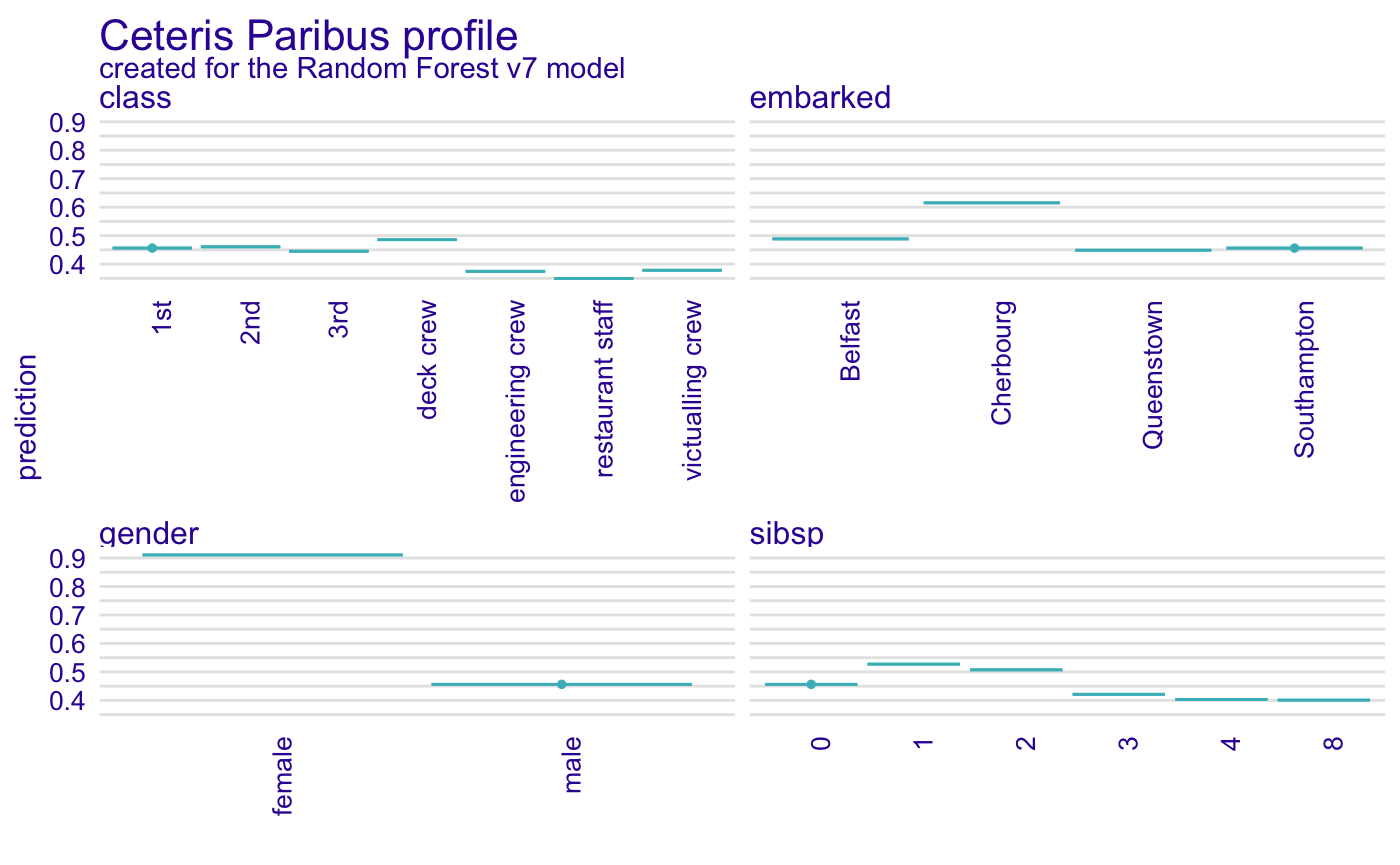 Ceteris Paribus profile
created for the Random Forest v7 model
class
embarked
0.9
0.8
0.7
0.6
0.5
0.4
1st
2nd
3rd
deck crew
engineering crew
restaurant staff
victualling crew
Belfast
Cherbourg
Queenstown
Southampton
prediction
gender
sibsp
0.9
0.8
0.7
0.6
0.5
0.4
female
male
0
1
2
3
4
8